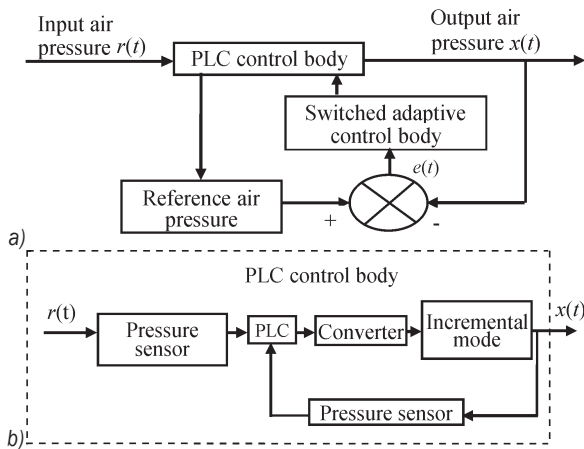 Input air
pressure r(t)
Output air
pressure x(t)
PLC control body
Switched adaptive
control body
e(t)
Reference air
pressure
+
-
a)
PLC control body
r(t)
x(t)
Pressure
sensor
PLC
Converter
Incremental
mode
Pressure sensor
b)